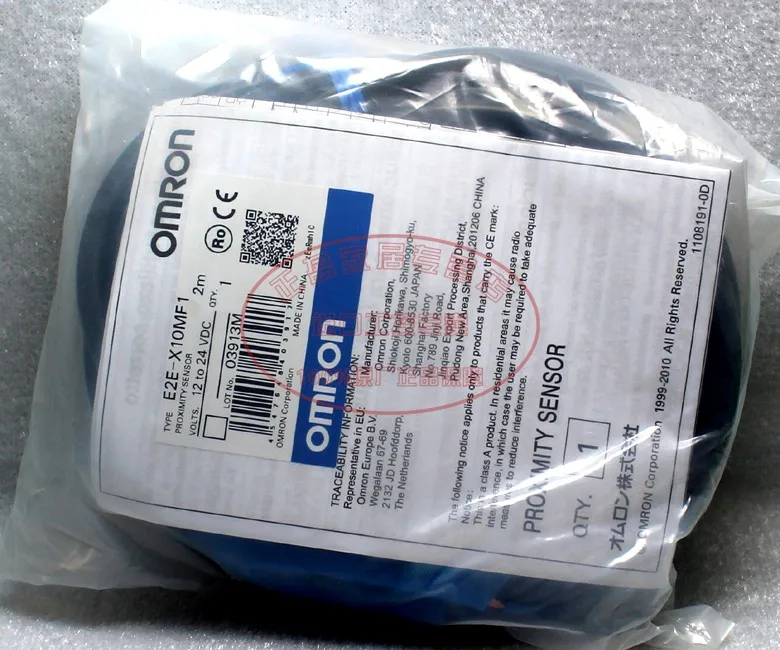 OMRON
TYPE E2E-X10MF1 2m
PROXIMITY SENSOR
VOLTS. 12 to 24 VDC QTY. 1
LOT No. 03913M
MADE IN CHINA
OMRON Corporation
OMRON
TRACEABILITY INFORMATION:
Representative in EU:
Omron Europe B.V.
Wegalaan 67-69
2132 JD Hoofddorp,
The Netherlands
Manufacturer:
Omron Corporation,
Shiokoji Horikawa, Shimogyo-ku,
Kyoto 600-8530 JAPAN
Shanghai Factory
No.789 Jinji Road,
Jinqiao Export Processing District,
Pudong New Area, Shanghai, 201206 CHINA
The following notice applies only to products that carry the CE mark:
Notice:
This is a class A product. In residential areas it may cause radio
interference, in which case the user may be required to take adequate
measures to reduce interference.
PROXIMITY SENSOR
QTY. 1
オムロン株式会社
OMRON Corporation 1999-2010 All Rights Reserved.
1108191-0D